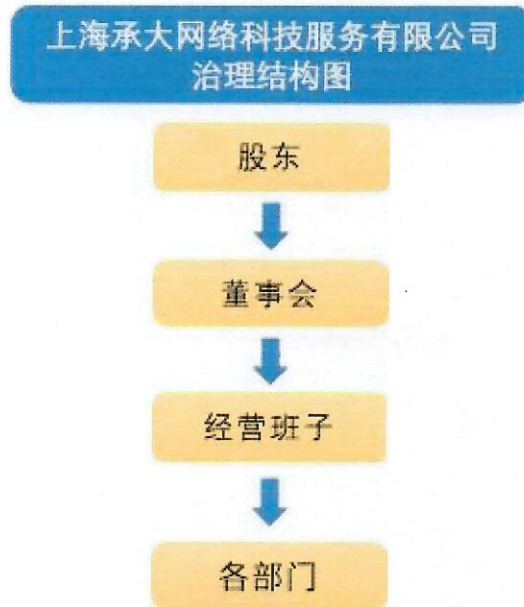 上海承大网络科技服务有限公司
治理结构图
股东
董事会
经营班子
各部门